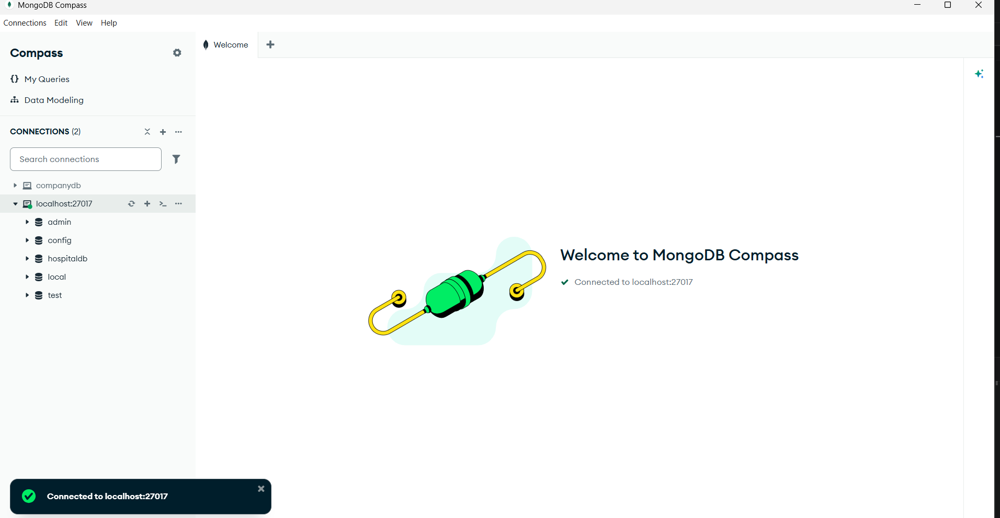 MongoDB Compass
Connections Edit View Help
Compass
My Queries
Data Modeling
CONNECTIONS (2)
Search connections
companydb
localhost:27017
admin
config
hospitaldb
local
test
Welcome
Welcome to MongoDB Compass
Connected to localhost:27017
Connected to localhost:27017